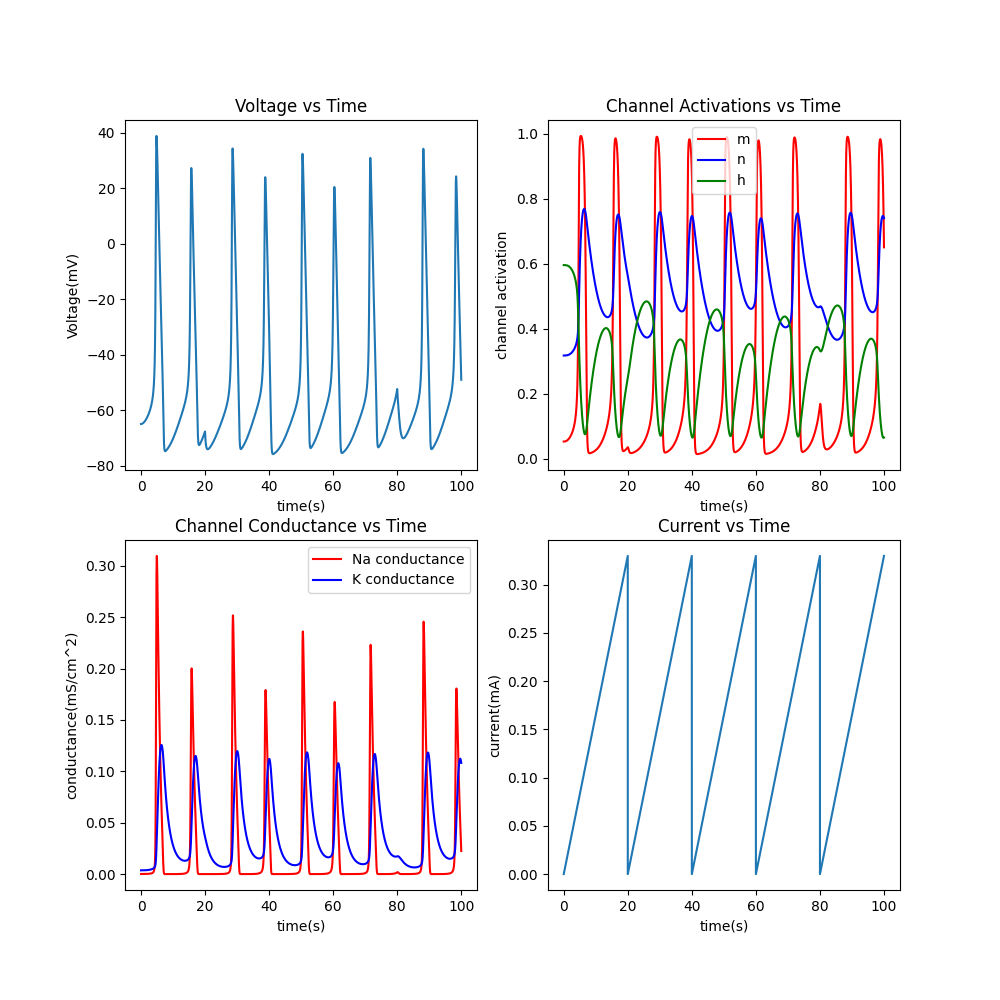 Voltage vs Time
40
20
0
−20
−40
−60
−80
Voltage(mV)
0 20 40 60 80 100
time(s)
Channel Activations vs Time
1.0
0.8
0.6
0.4
0.2
0.0
channel activation
m
n
h
0 20 40 60 80 100
time(s)
Channel Conductance vs Time
0.30
0.25
0.20
0.15
0.10
0.05
0.00
conductance(mS/cm^2)
Na conductance
K conductance
0 20 40 60 80 100
time(s)
Current vs Time
0.30
0.25
0.20
0.15
0.10
0.05
0.00
current(mA)
0 20 40 60 80 100
time(s)